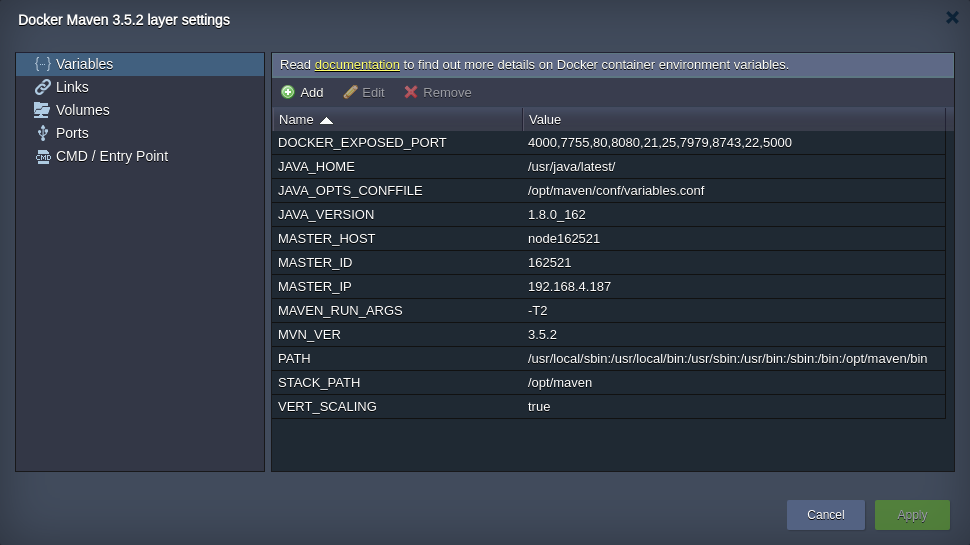 Docker Maven 3.5.2 layer settings
Variables
Links
Volumes
Ports
CMD CMD / Entry Point
Read documentation to find out more details on Docker container environment variables.
Add Edit Remove
Name Value
DOCKER_EXPOSED_PORT 4000,7755,80,8080,21,25,7979,8743,22,5000
JAVA_HOME /usr/java/latest/
JAVA_OPTS_CONFFILE /opt/maven/conf/variables.conf
JAVA_VERSION 1.8.0_162
MASTER_HOST node162521
MASTER_ID 162521
MASTER_IP 192.168.4.187
MAVEN_RUN_ARGS -T2
MVN_VER 3.5.2
PATH /usr/local/sbin:/usr/local/bin:/usr/sbin:/usr/bin:/sbin:/bin:/opt/maven/bin
STACK_PATH /opt/maven
VERT_SCALING true
Cancel Apply